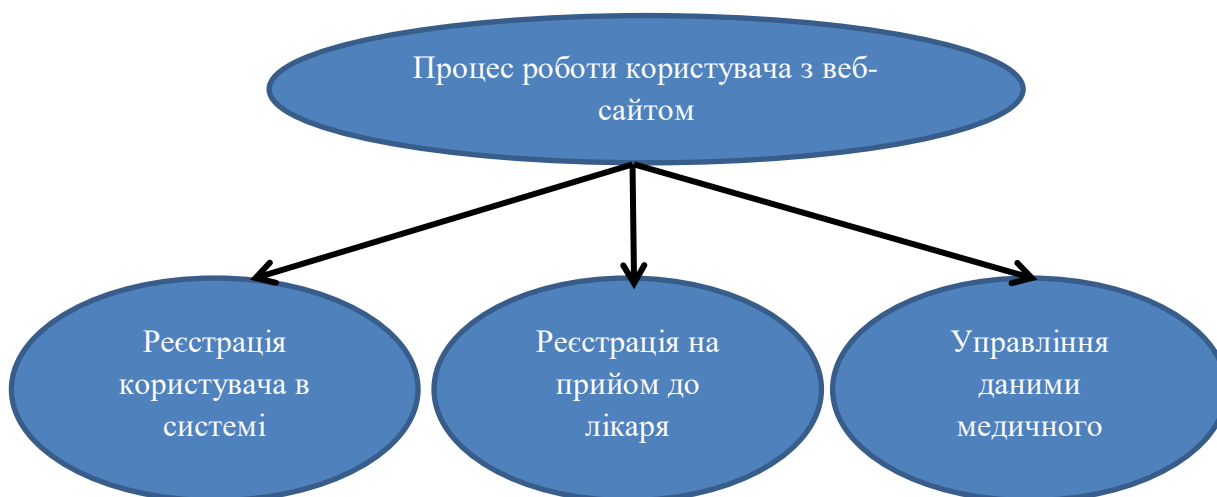 Процес роботи користувача з веб-
сайтом
Реєстрація
користувача в
системі
Реєстрація на
прийом до
лікаря
Управління
даними
медичного